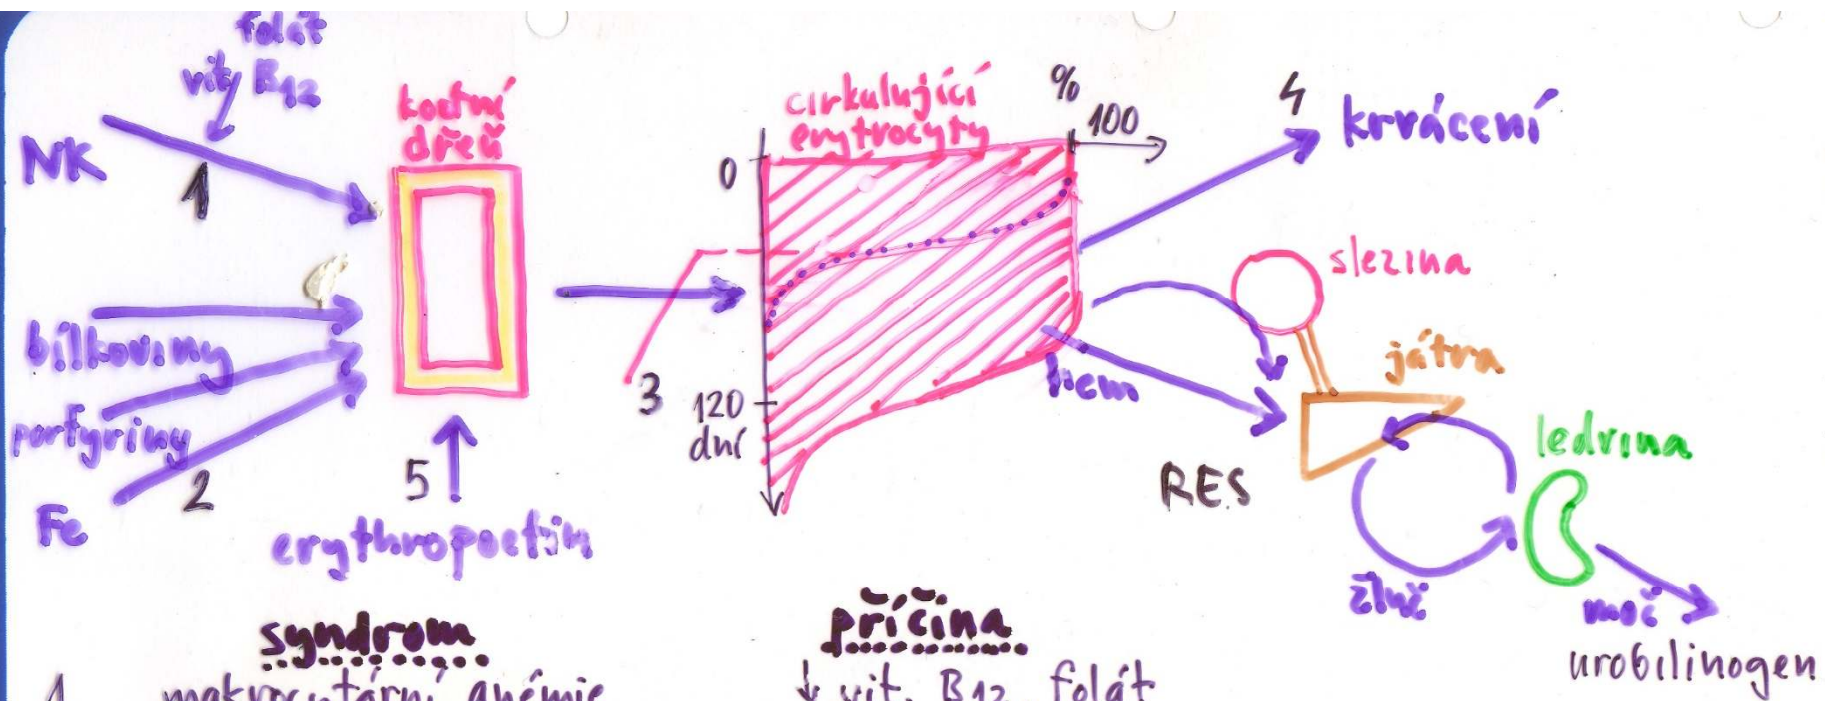 folát
vit. B12
NK
1
kostní
dřeň
bílkoviny
porfyriny
Fe
2
5
erythropoetin
cirkulující
erytrocyty
%
100
0
3
120
dní
hem
4
krvácení
slezina
játra
RES
ledvina
žluč
moč
urobilinogen
syndrom
příčina
1
makrocytární anémie
↓ vit. B12, folát